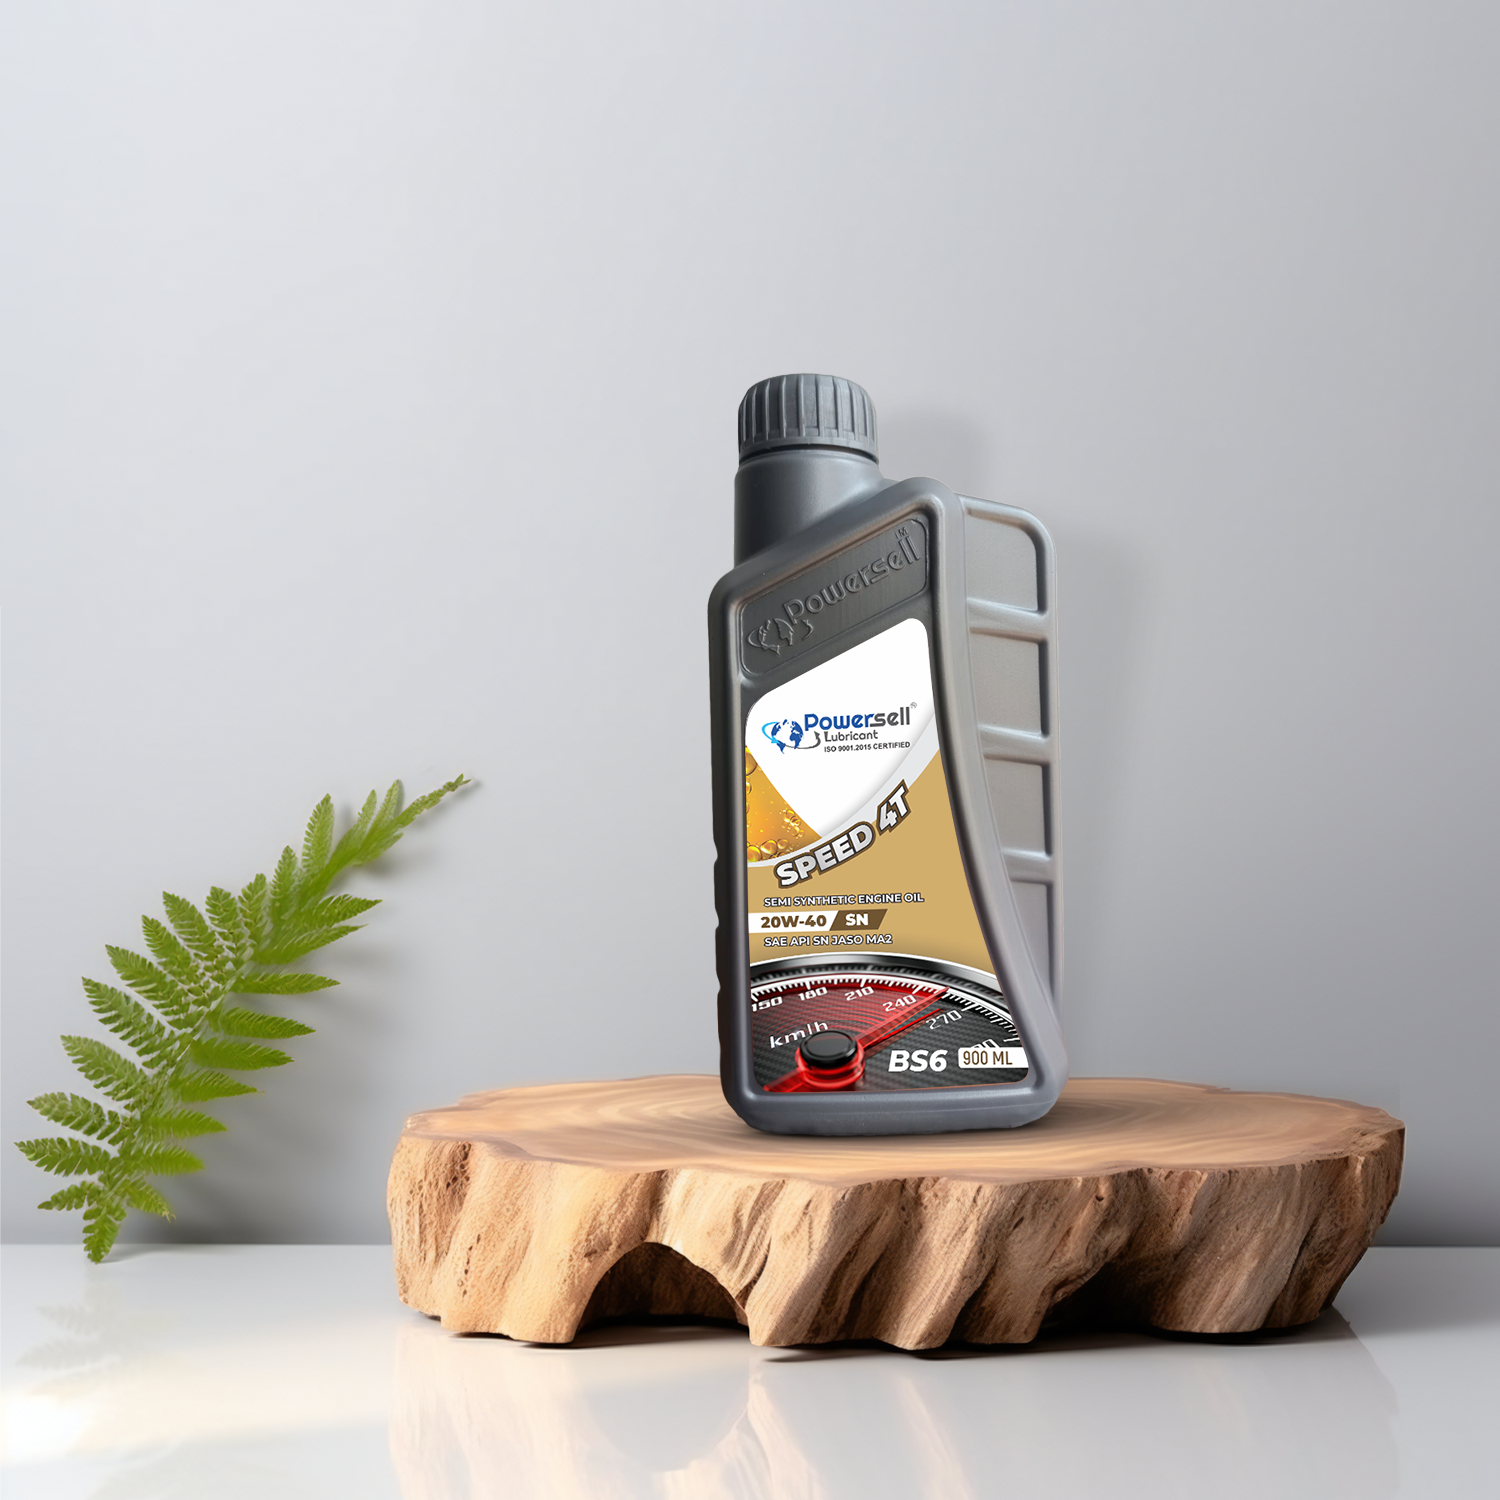 Powersell™
Powersell®
Lubricant
ISO 9001.2015 CERTIFIED
SPEED 4T
SEMI SYNTHETIC ENGINE OIL
20W-40 SN
SAE API SN JASO MA2
150 180 210 240 270
km/h
BS6 900 ML